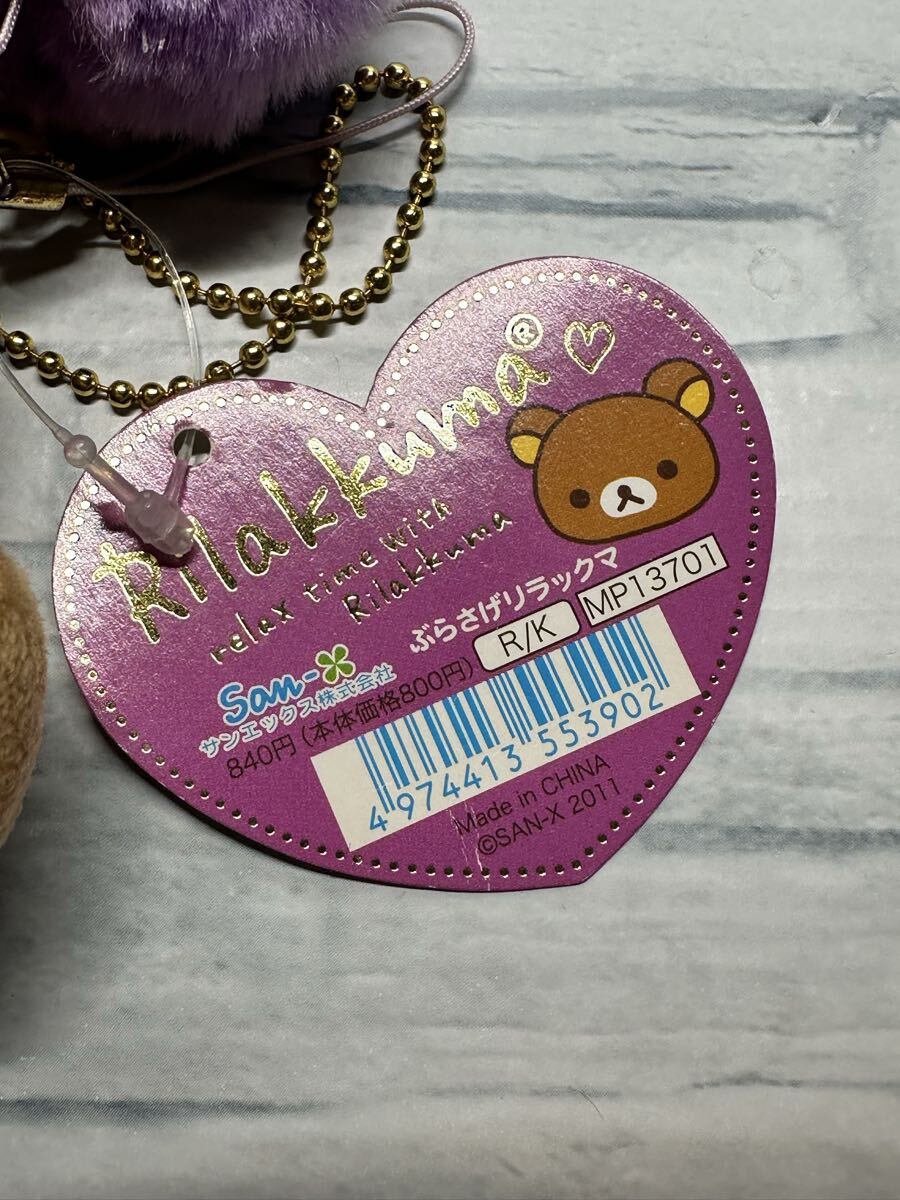 Rilakkuma®
relax time with
Rilakkuma
ぶらさげリラックマ
San-X
R/K MP13701
サンエックス株式会社
840円(本体価格800円)
4974413 553902
Made in CHINA
©SAN-X 2011